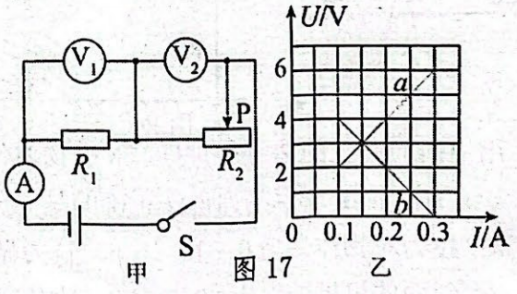 V₁
V₂
P
R₁
R₂
A
S
甲
U/V
6
4
2
a
b
0
0.1
0.2
0.3
I/A
乙
图 17